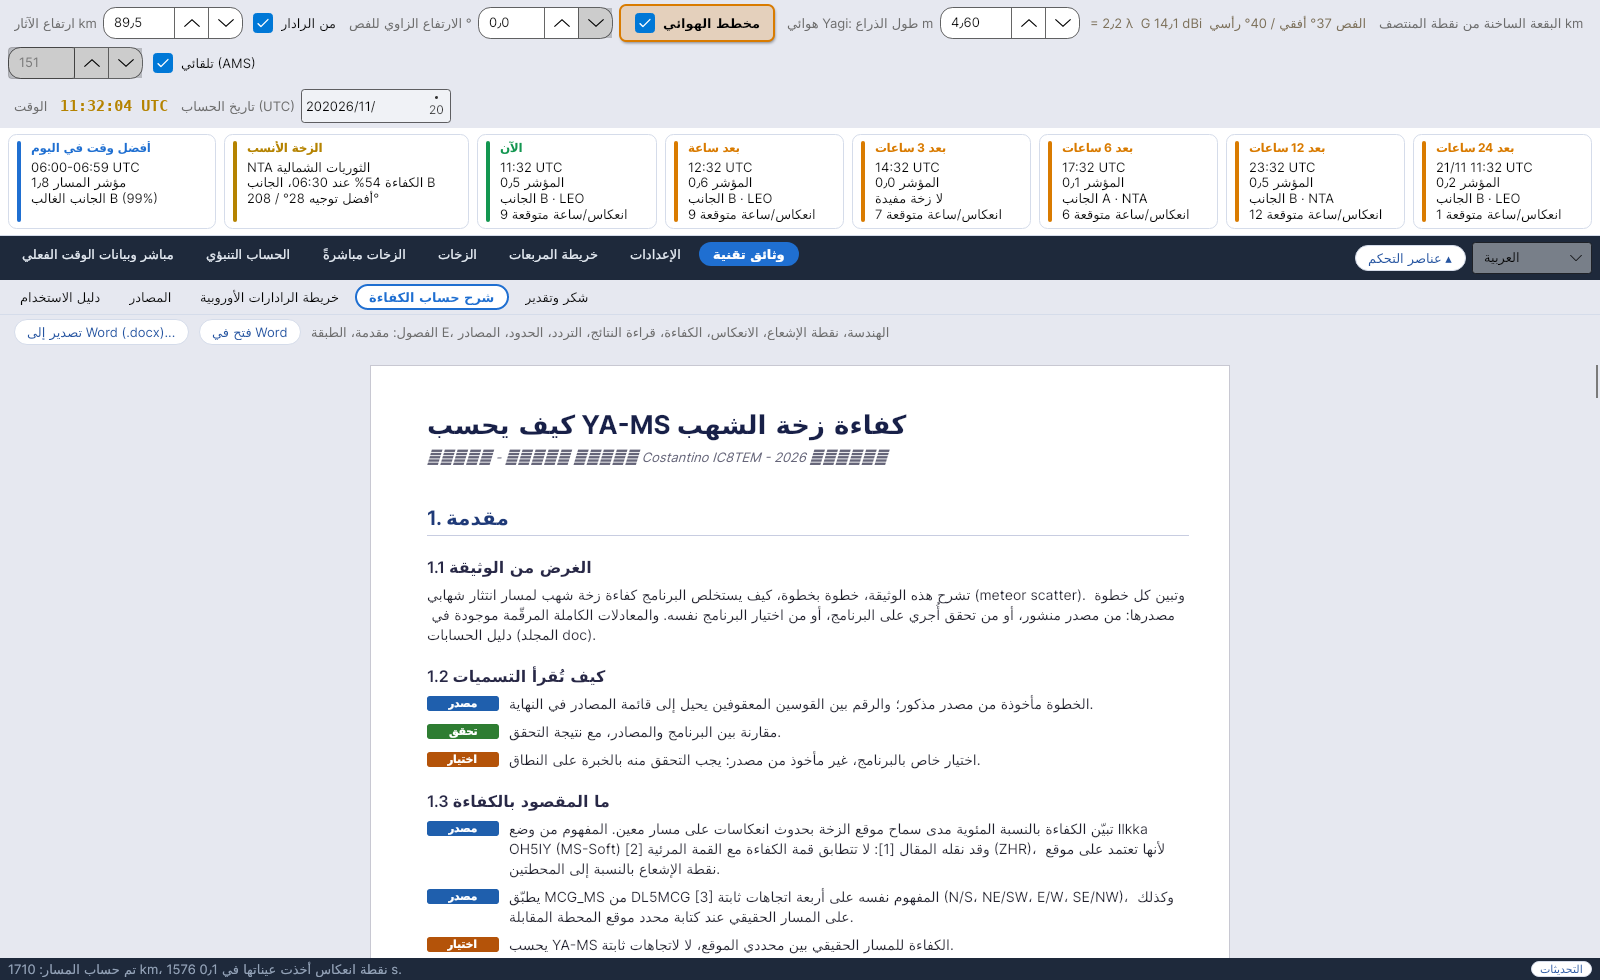 ارتفاع الآثار km 89,5 من الرادار الارتفاع الزاوي للفص ° 0,0 مخطط الهوائي هوائي Yagi: طول الذراع m 4,60 = 2,2 λ G 14,1 dBi الفص 37° أفقي / 40° رأسي البقعة الساخنة من نقطة المنتصف km
151 تلقائي (AMS)
الوقت 11:32:04 UTC تاريخ الحساب (UTC) 202026/11/ 20
أفضل وقت في اليوم
06:00-06:59 UTC
مؤشر المسار 1,8
الجانب الغالب B (99%)
الزخة الأنسب
NTA الثوريات الشمالية
الكفاءة 54% عند 06:30، الجانب B
أفضل توجيه 28° / 208°
الآن
11:32 UTC
المؤشر 0,5
الجانب B · LEO
انعكاس/ساعة متوقعة 9
بعد ساعة
12:32 UTC
المؤشر 0,6
الجانب B · LEO
انعكاس/ساعة متوقعة 9
بعد 3 ساعات
14:32 UTC
المؤشر 0,0
لا زخة مفيدة
انعكاس/ساعة متوقعة 7
بعد 6 ساعات
17:32 UTC
المؤشر 0,1
الجانب A · NTA
انعكاس/ساعة متوقعة 6
بعد 12 ساعات
23:32 UTC
المؤشر 0,5
الجانب B · NTA
انعكاس/ساعة متوقعة 12
بعد 24 ساعات
21/11 11:32 UTC
المؤشر 0,2
الجانب B · LEO
انعكاس/ساعة متوقعة 1
مباشر وبيانات الوقت الفعلي الحساب التنبؤي الزخات مباشرةً الزخات خريطة المربعات الإعدادات وثائق تقنية عناصر التحكم ▴ العربية
دليل الاستخدام المصادر خريطة الرادارات الأوروبية شرح حساب الكفاءة شكر وتقدير
تصدير إلى Word (.docx)... فتح في Word الفصول: مقدمة، الطبقة E، الهندسة، نقطة الإشعاع، الانعكاس، الكفاءة، قراءة النتائج، التردد، الحدود، المصادر
كيف يحسب YA-MS كفاءة زخة الشهب
- Costantino IC8TEM - 2026
1. مقدمة
1.1 الغرض من الوثيقة
تشرح هذه الوثيقة، خطوة بخطوة، كيف يستخلص البرنامج كفاءة زخة شهب لمسار انتثار شهابي (meteor scatter). وتبين كل خطوة
مصدرها: من مصدر منشور، أو من تحقق أُجري على البرنامج، أو من اختيار البرنامج نفسه. والمعادلات الكاملة المرقّمة موجودة في
دليل الحسابات (المجلد doc).
1.2 كيف تُقرأ التسميات
مصدر الخطوة مأخوذة من مصدر مذكور؛ والرقم بين القوسين المعقوفين يحيل إلى قائمة المصادر في النهاية.
تحقق مقارنة بين البرنامج والمصادر، مع نتيجة التحقق.
اختيار اختيار خاص بالبرنامج، غير مأخوذ من مصدر: يجب التحقق منه بالخبرة على النطاق.
1.3 ما المقصود بالكفاءة
مصدر تبيّن الكفاءة بالنسبة المئوية مدى سماح موقع الزخة بحدوث انعكاسات على مسار معين. المفهوم من وضع Ilkka
OH5IY (MS-Soft) [2] وقد نقله المقال [1]: لا تتطابق قمة الكفاءة مع القمة المرئية (ZHR)، لأنها تعتمد على موقع
نقطة الإشعاع بالنسبة إلى المحطتين.
مصدر يطبّق MCG_MS من DL5MCG [3] المفهوم نفسه على أربعة اتجاهات ثابتة (N/S، NE/SW، E/W، SE/NW)، وكذلك
على المسار الحقيقي عند كتابة محدد موقع المحطة المقابلة.
اختيار يحسب YA-MS الكفاءة للمسار الحقيقي بين محددي الموقع، لا لاتجاهات ثابتة.
تم حساب المسار: 1710 km، 1576 نقطة انعكاس أخذت عيناتها في 0,1 s. التحديثات